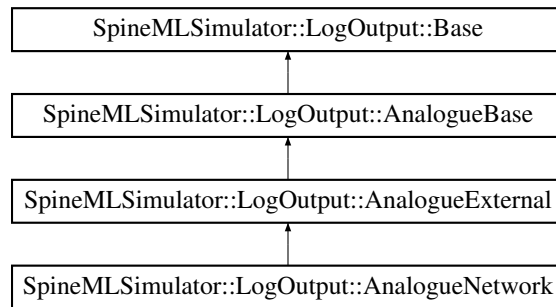 SpineMLSimulator::LogOutput::Base
SpineMLSimulator::LogOutput::AnalogueBase
SpineMLSimulator::LogOutput::AnalogueExternal
SpineMLSimulator::LogOutput::AnalogueNetwork